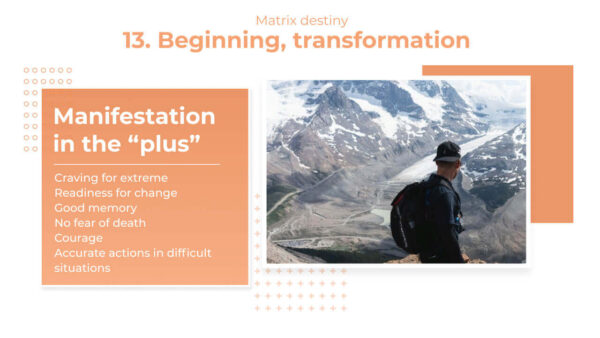 Matrix destiny
13. Beginning, transformation
Manifestation
in the “plus”
Craving for extreme
Readiness for change
Good memory
No fear of death
Courage
Accurate actions in difficult
situations